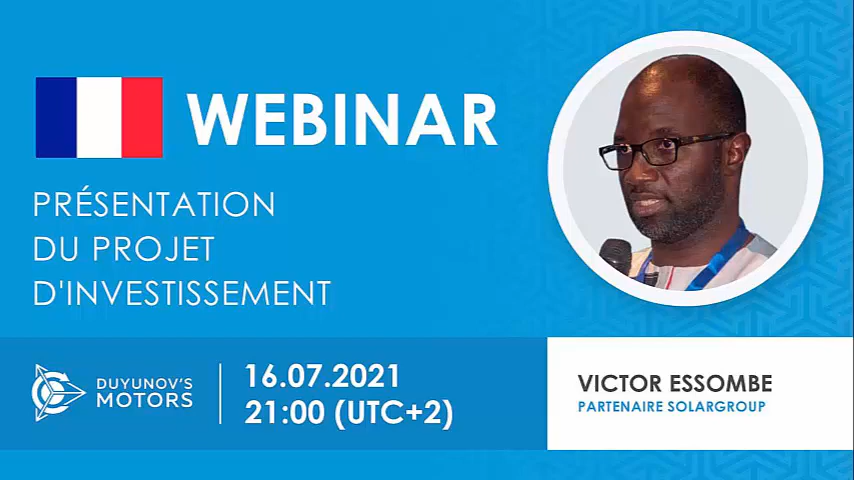 WEBINAR
PRÉSENTATION
DU PROJET
D'INVESTISSEMENT
DUYUNOV'S
MOTORS
16.07.2021
21:00 (UTC+2)
VICTOR ESSOMBE
PARTENAIRE SOLARGROUP